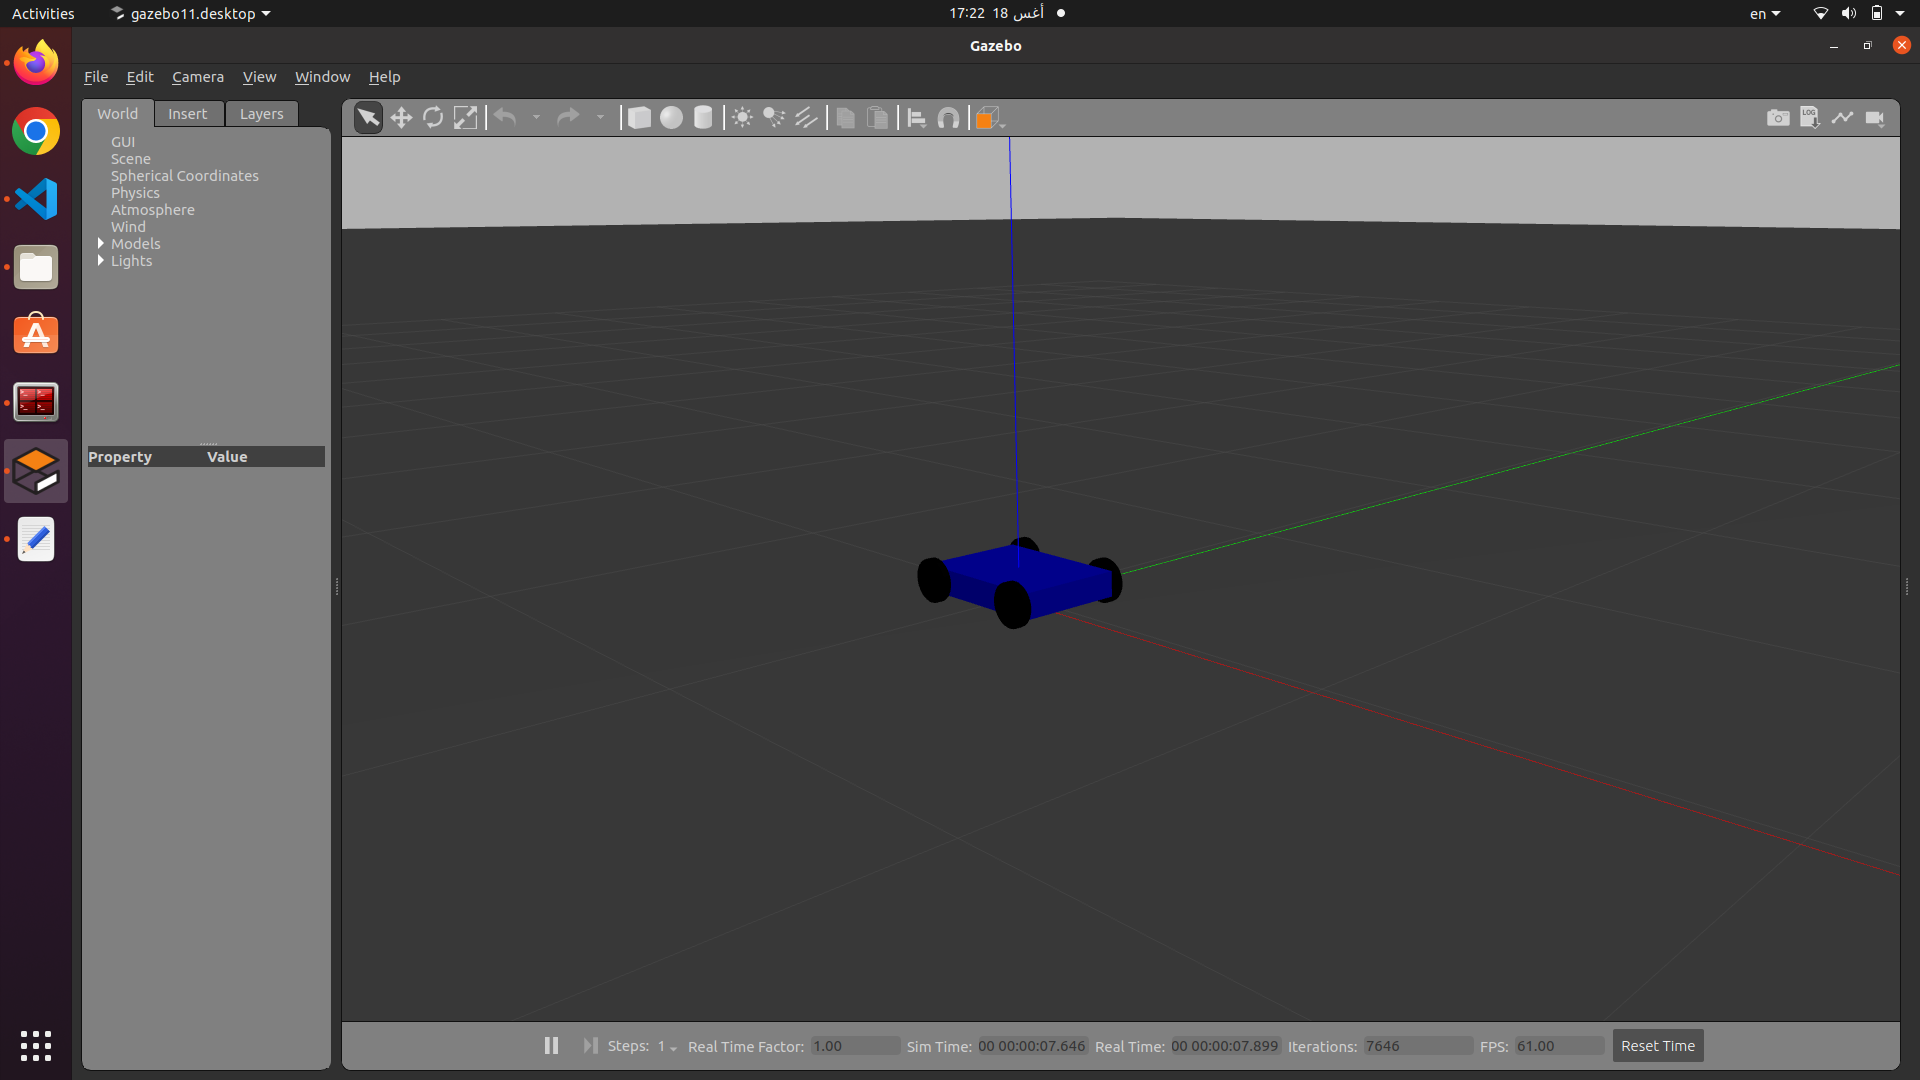 Activities
gazebo11.desktop
17:22 18 أغس
en
Gazebo
File Edit Camera View Window Help
World Insert Layers
LOG
GUI
Scene
Spherical Coordinates
Physics
Atmosphere
Wind
Models
Lights
Property Value
Steps: 1 Real Time Factor: 1.00 Sim Time: 00 00:00:07.646 Real Time: 00 00:00:07.899 Iterations: 7646 FPS: 61.00 Reset Time